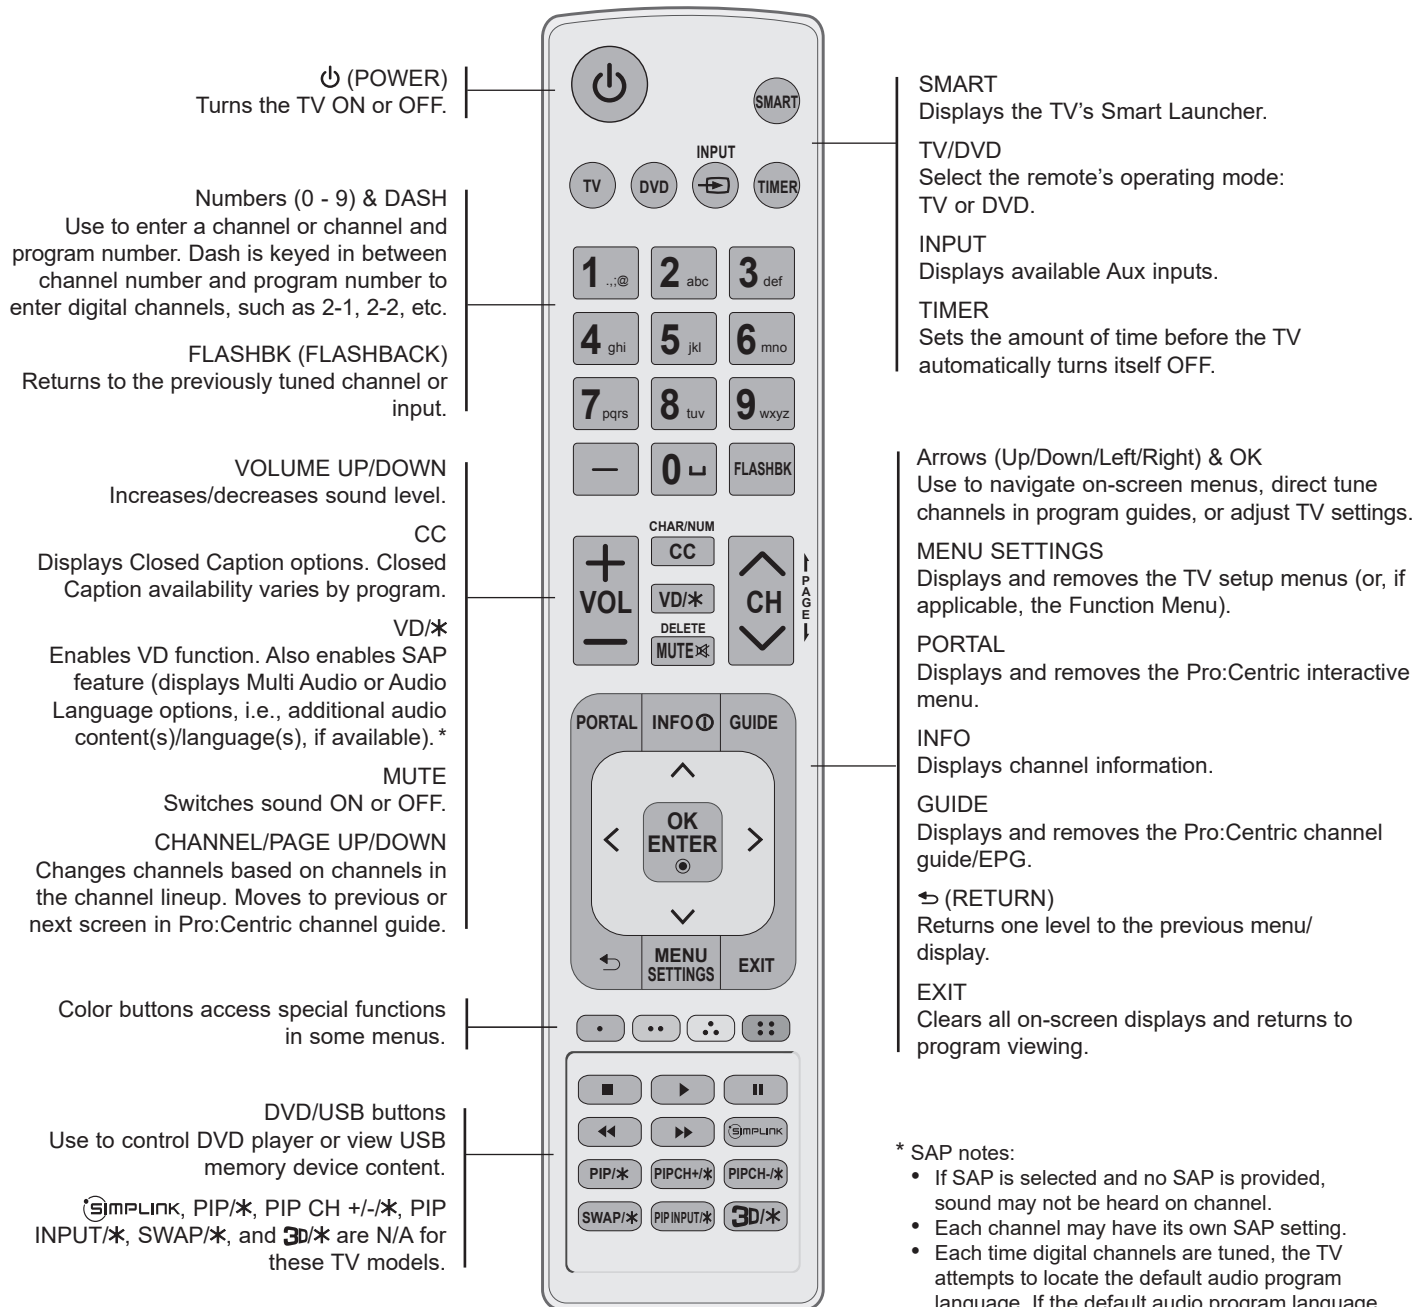 ⏻ (POWER)
Turns the TV ON or OFF.
Numbers (0 - 9) & DASH
Use to enter a channel or channel and
program number. Dash is keyed in between
channel number and program number to
enter digital channels, such as 2-1, 2-2, etc.
FLASHBK (FLASHBACK)
Returns to the previously tuned channel or
input.
VOLUME UP/DOWN
Increases/decreases sound level.
CC
Displays Closed Caption options. Closed
Caption availability varies by program.
VD/*
Enables VD function. Also enables SAP
feature (displays Multi Audio or Audio
Language options, i.e., additional audio
content(s)/language(s), if available). *
MUTE
Switches sound ON or OFF.
CHANNEL/PAGE UP/DOWN
Changes channels based on channels in
the channel lineup. Moves to previous or
next screen in Pro:Centric channel guide.
Color buttons access special functions
in some menus.
DVD/USB buttons
Use to control DVD player or view USB
memory device content.
SIMPLINK, PIP/*, PIP CH +/-/*, PIP
INPUT/*, SWAP/*, and 3D/* are N/A for
these TV models.
SMART
INPUT
TV DVD TIMER
1 .,;@ 2 abc 3 def
4 ghi 5 jkl 6 mno
7 pqrs 8 tuv 9 wxyz
— 0 FLASHBK
CHAR/NUM
CC
+ VOL — VD/* CH PAGE
DELETE
MUTE
PORTAL INFO GUIDE
OK
ENTER
MENU
SETTINGS EXIT
SIMPLINK
PIP/* PIPCH+/* PIPCH-/*
SWAP/* PIP INPUT/* 3D/*
SMART
Displays the TV's Smart Launcher.
TV/DVD
Select the remote's operating mode:
TV or DVD.
INPUT
Displays available Aux inputs.
TIMER
Sets the amount of time before the TV
automatically turns itself OFF.
Arrows (Up/Down/Left/Right) & OK
Use to navigate on-screen menus, direct tune
channels in program guides, or adjust TV settings.
MENU SETTINGS
Displays and removes the TV setup menus (or, if
applicable, the Function Menu).
PORTAL
Displays and removes the Pro:Centric interactive
menu.
INFO
Displays channel information.
GUIDE
Displays and removes the Pro:Centric channel
guide/EPG.
(RETURN)
Returns one level to the previous menu/
display.
EXIT
Clears all on-screen displays and returns to
program viewing.
* SAP notes:
• If SAP is selected and no SAP is provided,
sound may not be heard on channel.
• Each channel may have its own SAP setting.
• Each time digital channels are tuned, the TV
attempts to locate the default audio program
language. If the default audio program language